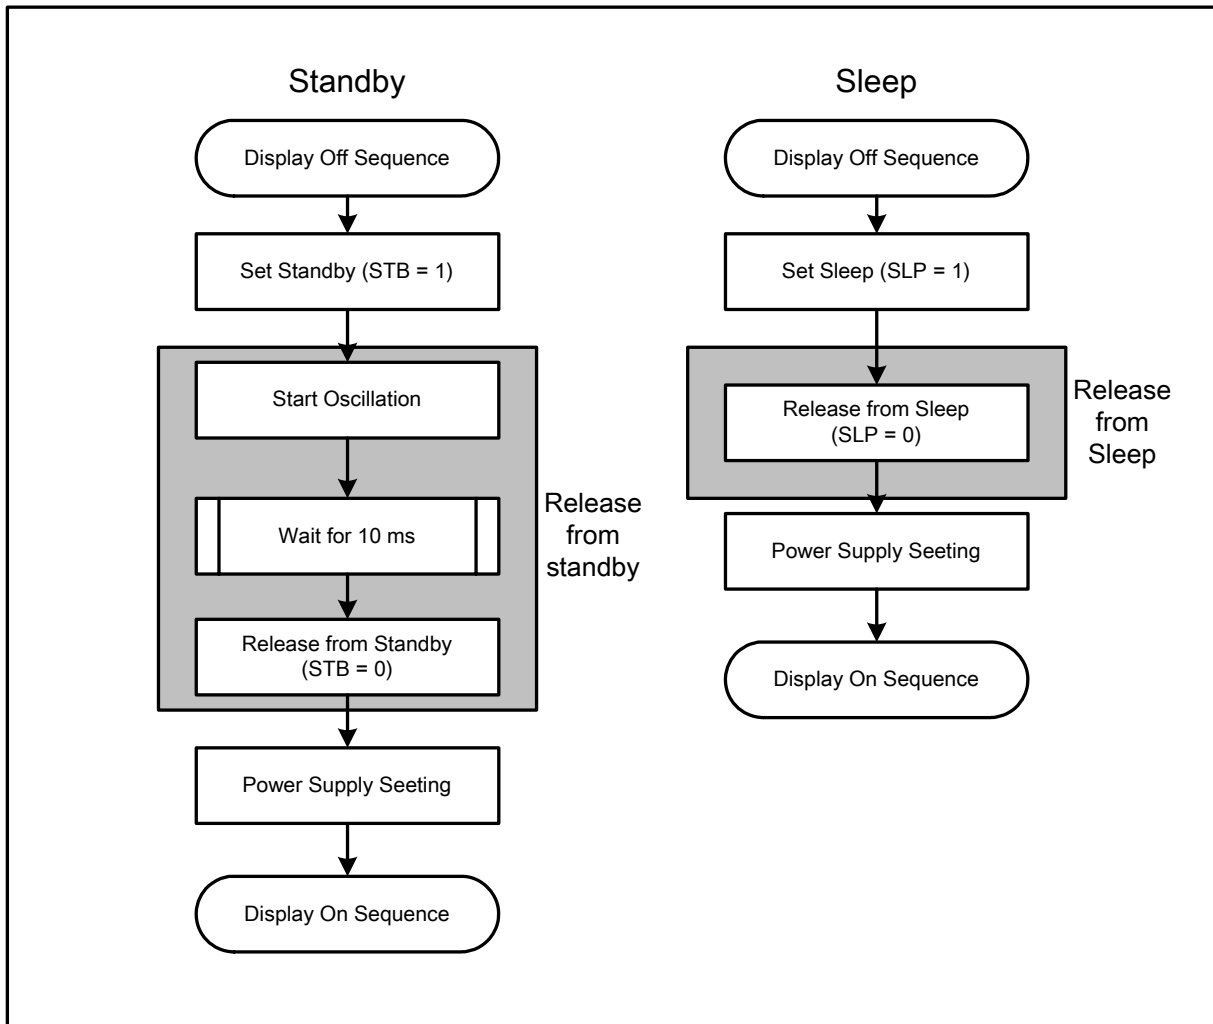 Standby
Display Off Sequence
Set Standby (STB = 1)
Start Oscillation
Wait for 10 ms
Release from Standby
(STB = 0)
Release
from
standby
Power Supply Seeting
Display On Sequence
Sleep
Display Off Sequence
Set Sleep (SLP = 1)
Release from Sleep
(SLP = 0)
Release
from
Sleep
Power Supply Seeting
Display On Sequence